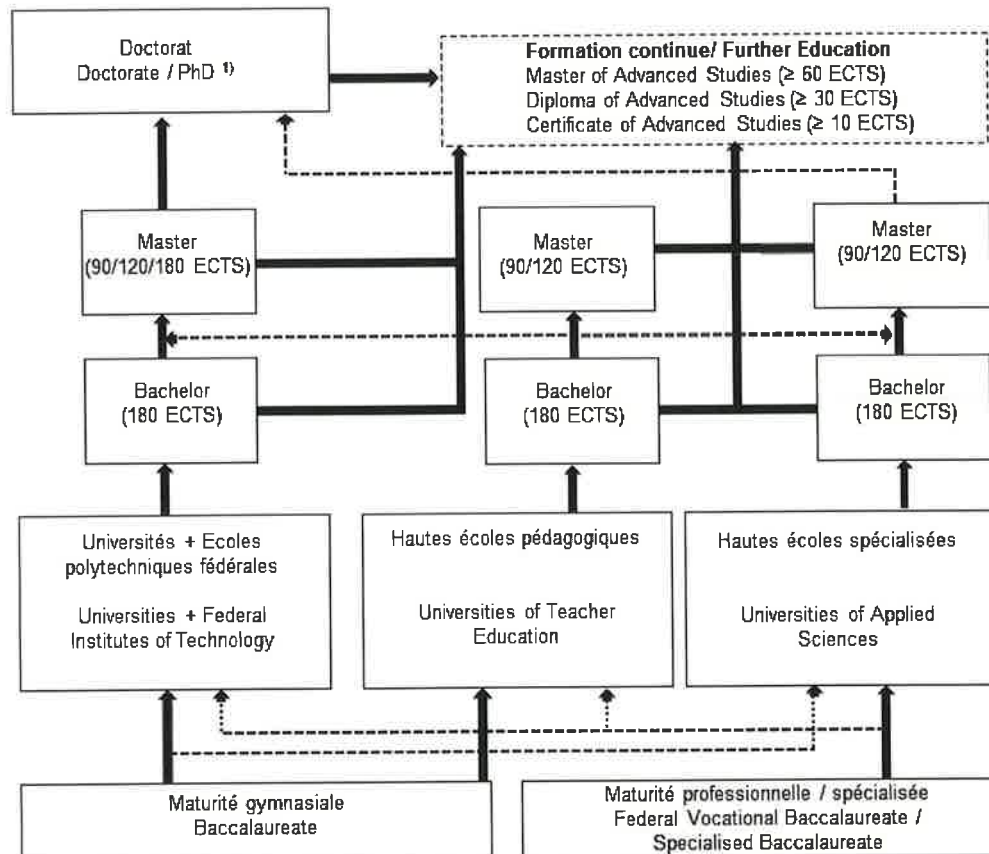 Doctorat
Doctorate / PhD 1)
Formation continue/ Further Education
Master of Advanced Studies (≥ 60 ECTS)
Diploma of Advanced Studies (≥ 30 ECTS)
Certificate of Advanced Studies (≥ 10 ECTS)
Master
(90/120/180 ECTS)
Master
(90/120 ECTS)
Master
(90/120 ECTS)
Bachelor
(180 ECTS)
Bachelor
(180 ECTS)
Bachelor
(180 ECTS)
Universités + Ecoles
polytechniques fédérales
Universities + Federal
Institutes of Technology
Hautes écoles pédagogiques
Universities of Teacher
Education
Hautes écoles spécialisées
Universities of Applied
Sciences
Maturité gymnasiale
Baccalaureate
Maturité professionnelle / spécialisée
Federal Vocational Baccalaureate /
Specialised Baccalaureate